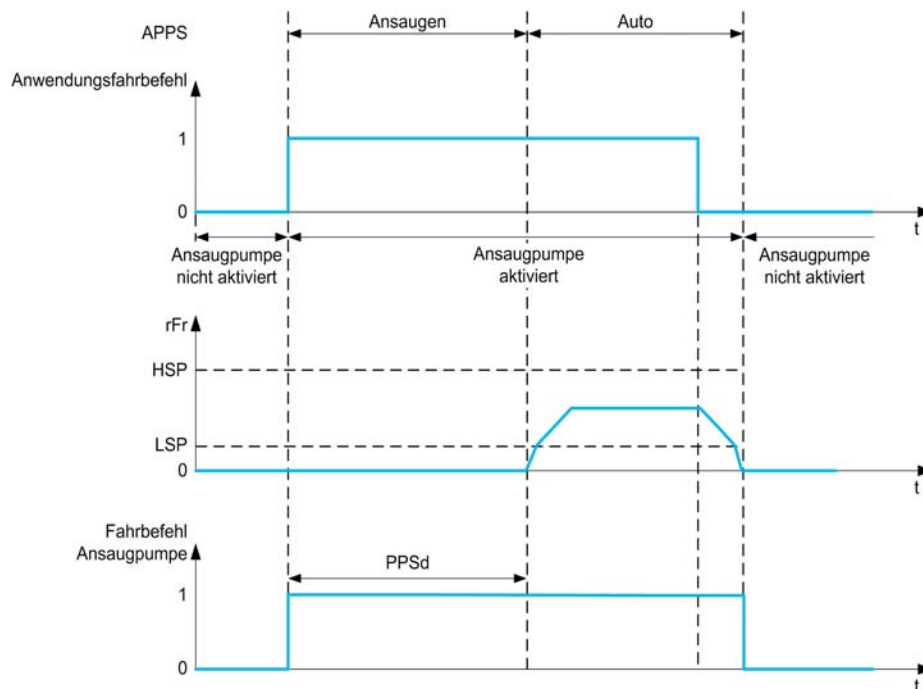 APPS
Ansaugen
Auto
Anwendungsfahrbefehl
1
0
t
Ansaugpumpe
nicht aktiviert
Ansaugpumpe
aktiviert
Ansaugpumpe
nicht aktiviert
rFr
HSP
LSP
0
t
Fahrbefehl
Ansaugpumpe
PPSd
1
0
t